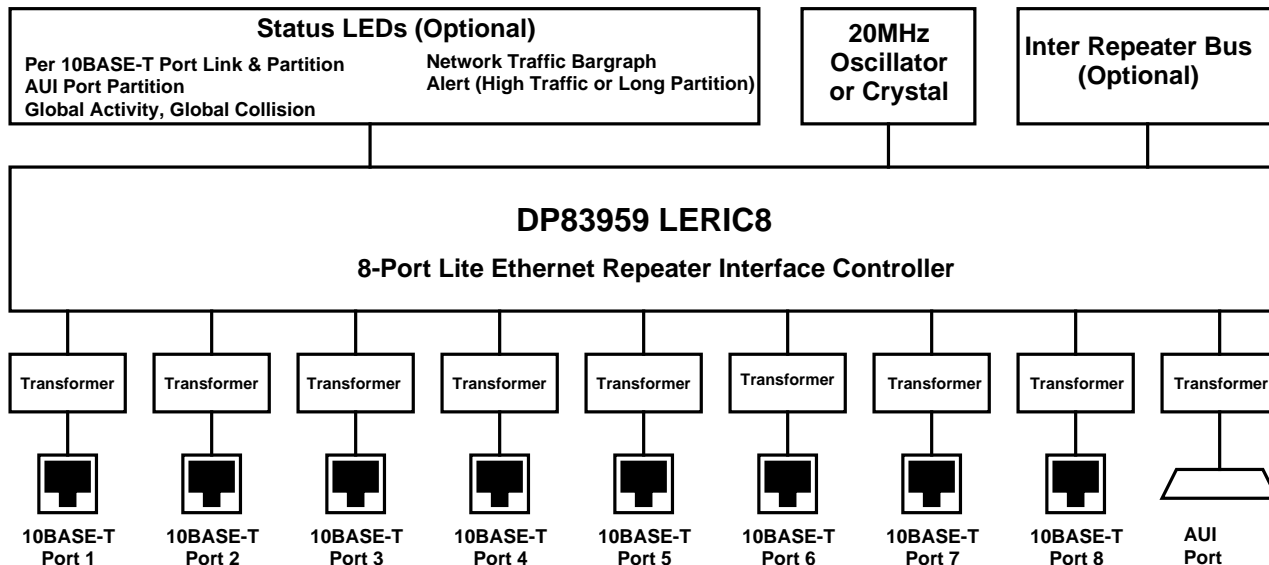 Status LEDs (Optional)
Per 10BASE-T Port Link & Partition
AUI Port Partition
Global Activity, Global Collision
Network Traffic Bargraph
Alert (High Traffic or Long Partition)
20MHz
Oscillator
or Crystal
Inter Repeater Bus
(Optional)
DP83959 LERIC8
8-Port Lite Ethernet Repeater Interface Controller
Transformer
Transformer
Transformer
Transformer
Transformer
Transformer
Transformer
Transformer
Transformer
10BASE-T
Port 1
10BASE-T
Port 2
10BASE-T
Port 3
10BASE-T
Port 4
10BASE-T
Port 5
10BASE-T
Port 6
10BASE-T
Port 7
10BASE-T
Port 8
AUI
Port